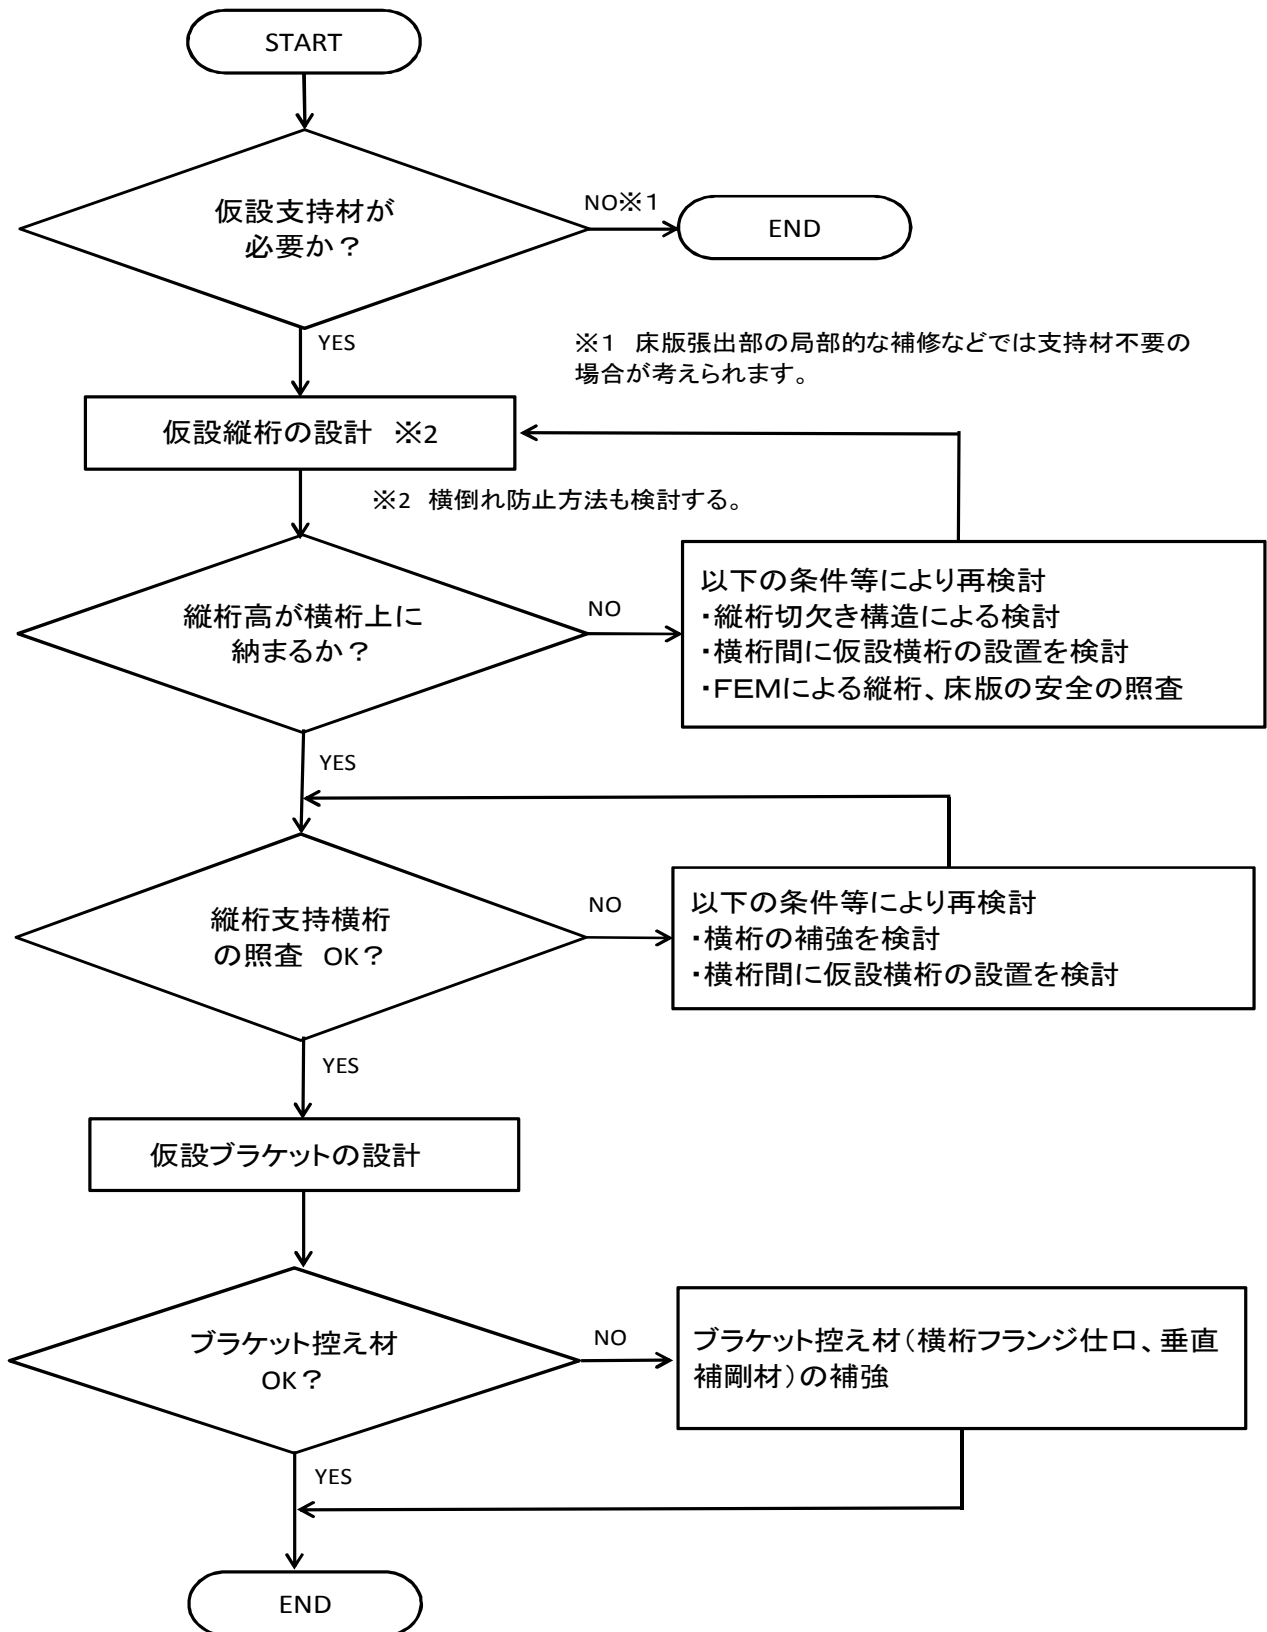 START
仮設支持材が
必要か？
NO※１
END
YES
※１　床版張出部の局部的な補修などでは支持材不要の
場合が考えられます。
仮設縦桁の設計　※2
※2　横倒れ防止方法も検討する。
縦桁高が横桁上に
納まるか？
NO
以下の条件等により再検討
・縦桁切欠き構造による検討
・横桁間に仮設横桁の設置を検討
・ＦＥＭによる縦桁、床版の安全の照査
YES
縦桁支持横桁
の照査　OK？
NO
以下の条件等により再検討
・横桁の補強を検討
・横桁間に仮設横桁の設置を検討
YES
仮設ブラケットの設計
ブラケット控え材
OK？
NO
ブラケット控え材（横桁フランジ仕口、垂直
補剛材）の補強
YES
END